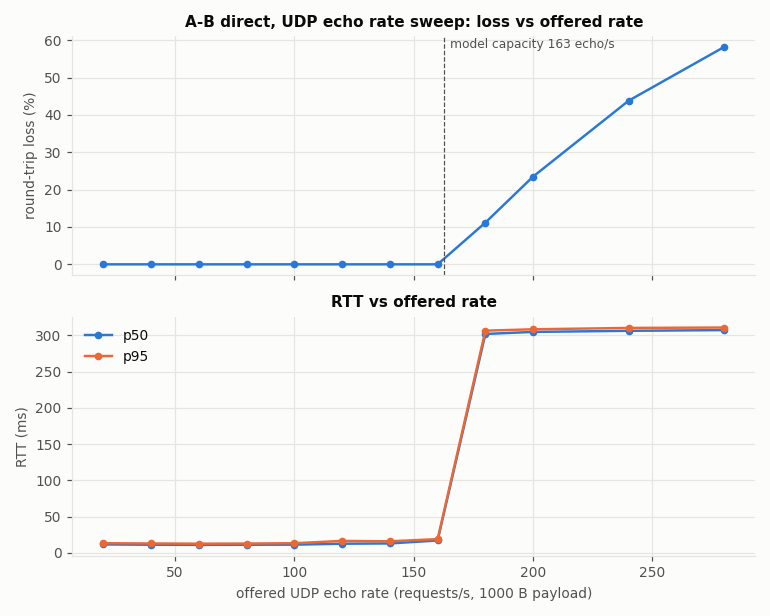 A-B direct, UDP echo rate sweep: loss vs offered rate
60
model capacity 163 echo/s
50
40
30
20
10
0
round-trip loss (%)
RTT vs offered rate
p50
p95
300
250
200
150
100
50
0
RTT (ms)
50 100 150 200 250
offered UDP echo rate (requests/s, 1000 B payload)